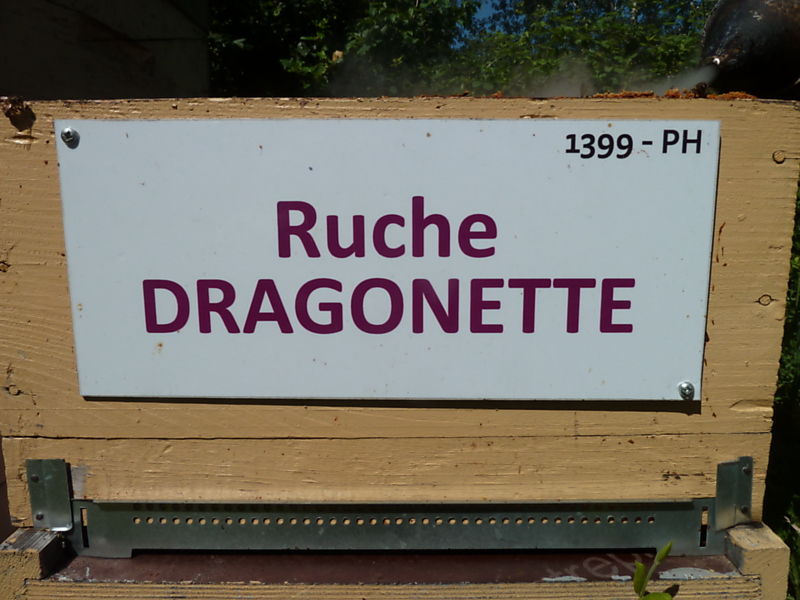 1399 - PH
Ruche
DRAGONETTE